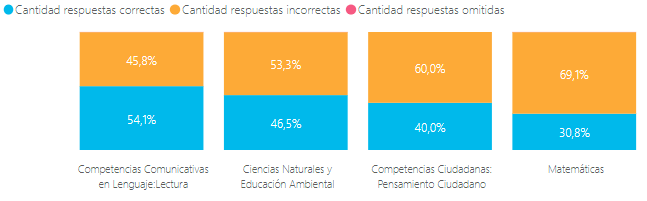 Cantidad respuestas correctas Cantidad respuestas incorrectas Cantidad respuestas omitidas
45,8% 53,3% 60,0% 69,1%
54,1% 46,5% 40,0% 30,8%
Competencias Comunicativas
en Lenguaje:Lectura
Ciencias Naturales y
Educación Ambiental
Competencias Ciudadanas:
Pensamiento Ciudadano
Matemáticas